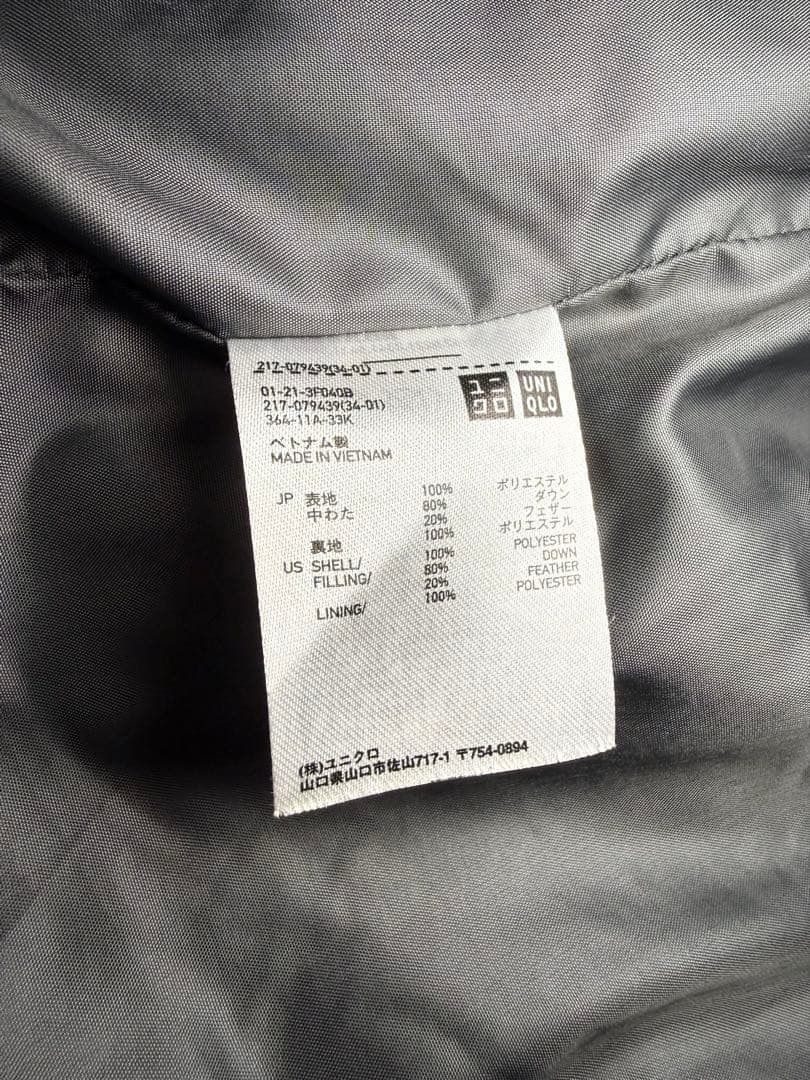 217-079439(34-01)
01-21-3F040B
217-079439(34-01)
364-11A-33K
ユニクロ UNIQLO
ベトナム製
MADE IN VIETNAM
JP 表地 100% ポリエステル
中わた 80% ダウン
20% フェザー
裏地 100% ポリエステル
US SHELL/ 100% POLYESTER
FILLING/ 80% DOWN
20% FEATHER
LINING/ 100% POLYESTER
(株)ユニクロ
山口県山口市佐山717-1 〒754-0894